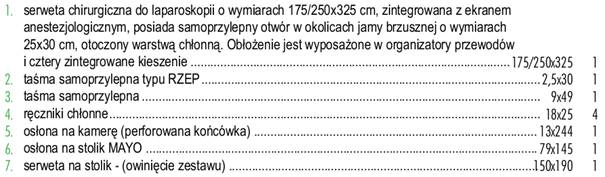 1. serweta chirurgiczna do laparoskopii o wymiarach 175/250x325 cm, zintegrowana z ekranem
anestezjologicznym, posiada samoprzylepny otwór w okolicach jamy brzusznej o wymiarach
25x30 cm, otoczony warstwą chłonną. Obłożenie jest wyposażone w organizatory przewodów
i cztery zintegrowane kieszenie 175/250x325 1
2. taśma samoprzylepna typu RZEP 2,5x30 1
3. taśma samoprzylepna 9x49 1
4. ręczniki chłonne 18x25 4
5. osłona na kamerę (perforowana końcówka) 13x244 1
6. osłona na stolik MAYO 79x145 1
7. serweta na stolik - (owinięcie zestawu) 150x190 1